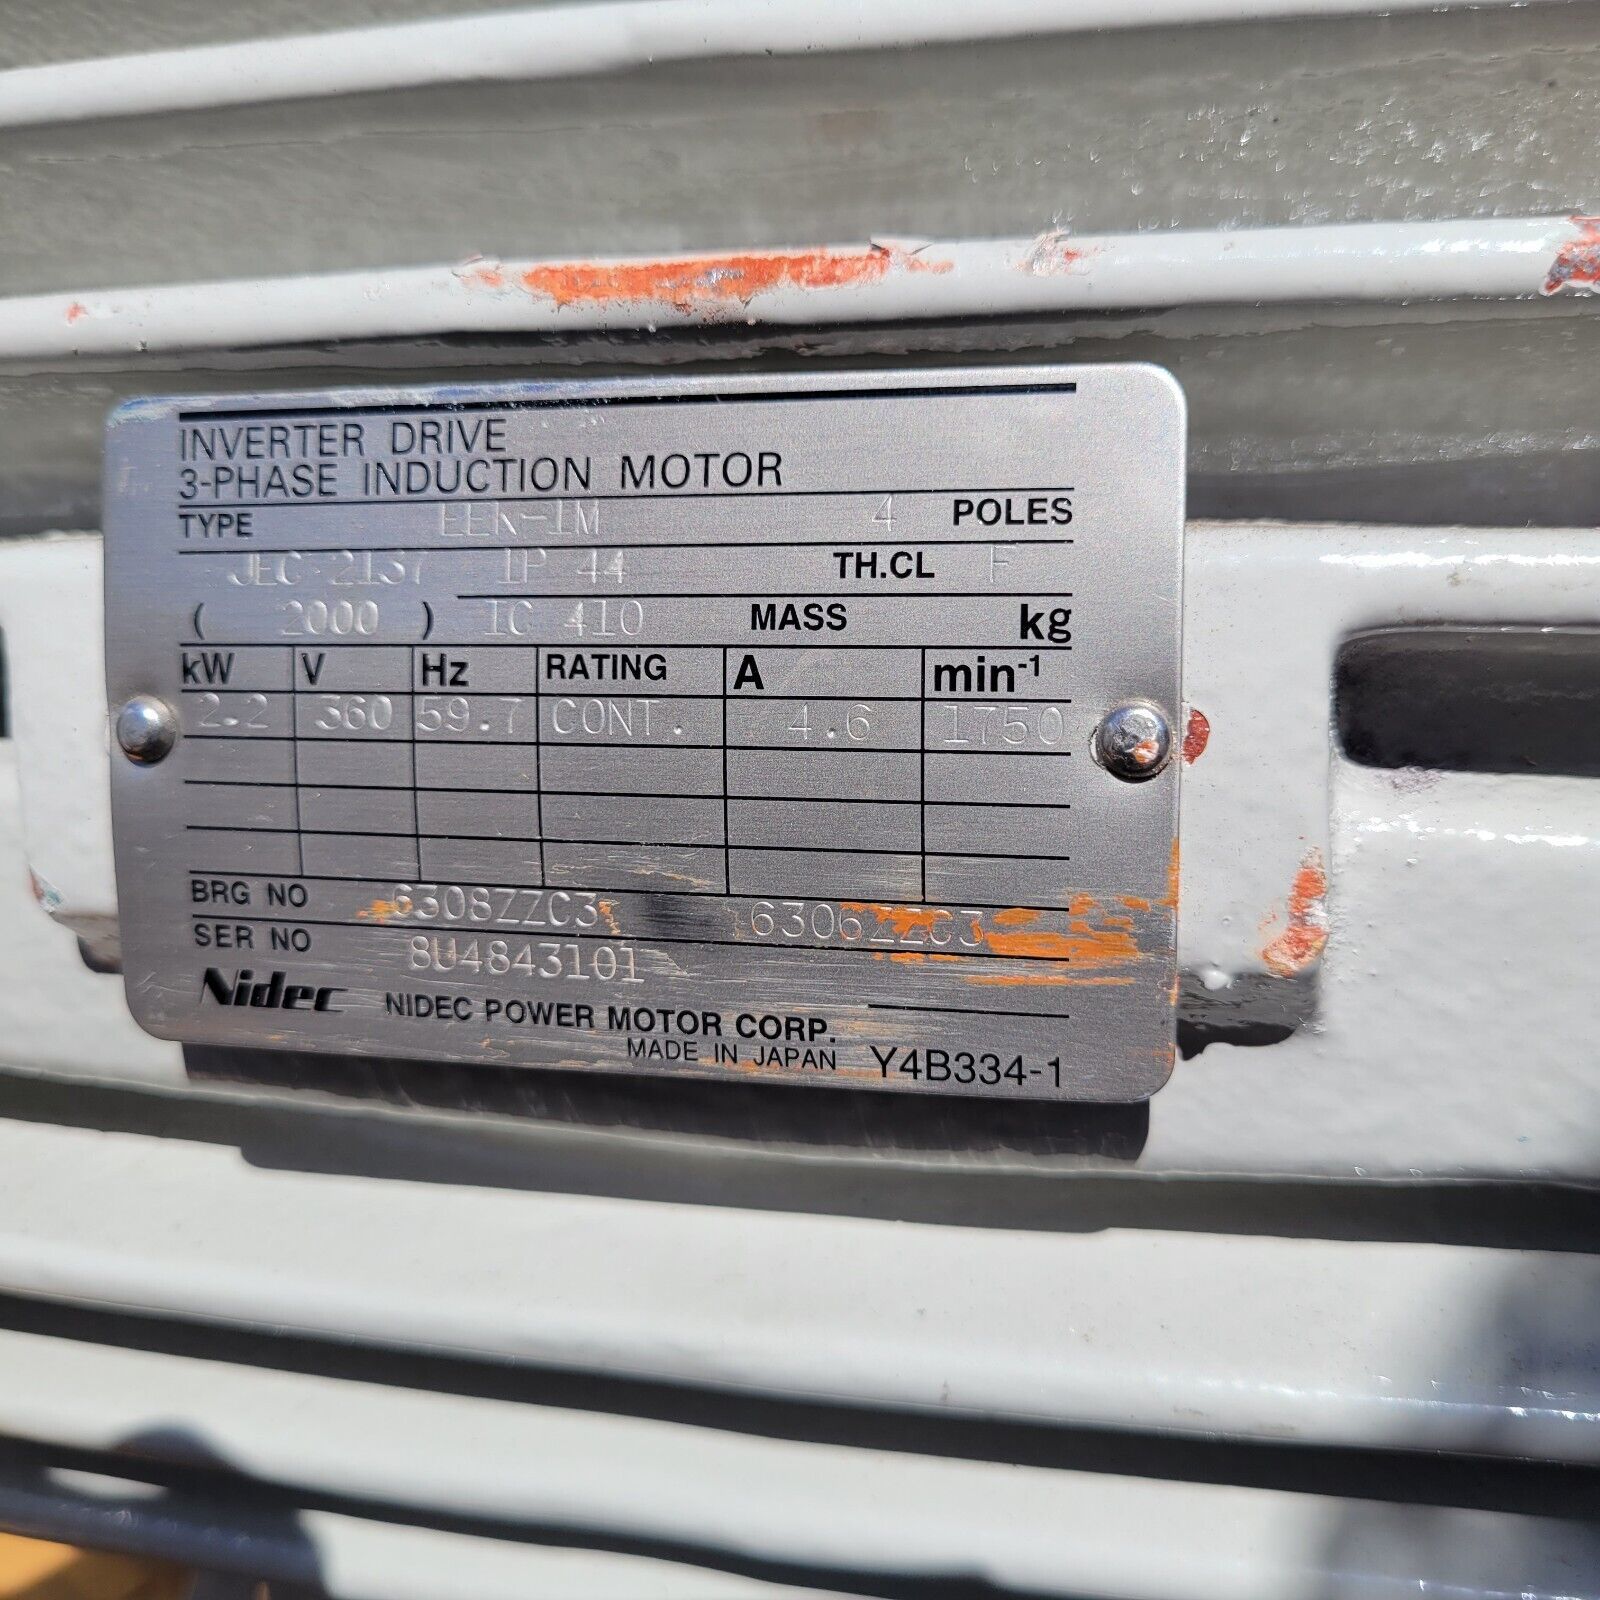 INVERTER DRIVE
3-PHASE INDUCTION MOTOR
TYPE EEK-1M 4 POLES
JEC-2137 IP 44 TH.CL F
( 2000 ) IC 410 MASS kg
kW V Hz RATING A min-1
2.2 360 59.7 CONT. 4.6 1750
BRG NO 6308ZZC3 6306ZZC3
SER NO 8U4843101
Nidec NIDEC POWER MOTOR CORP.
MADE IN JAPAN Y4B334-1